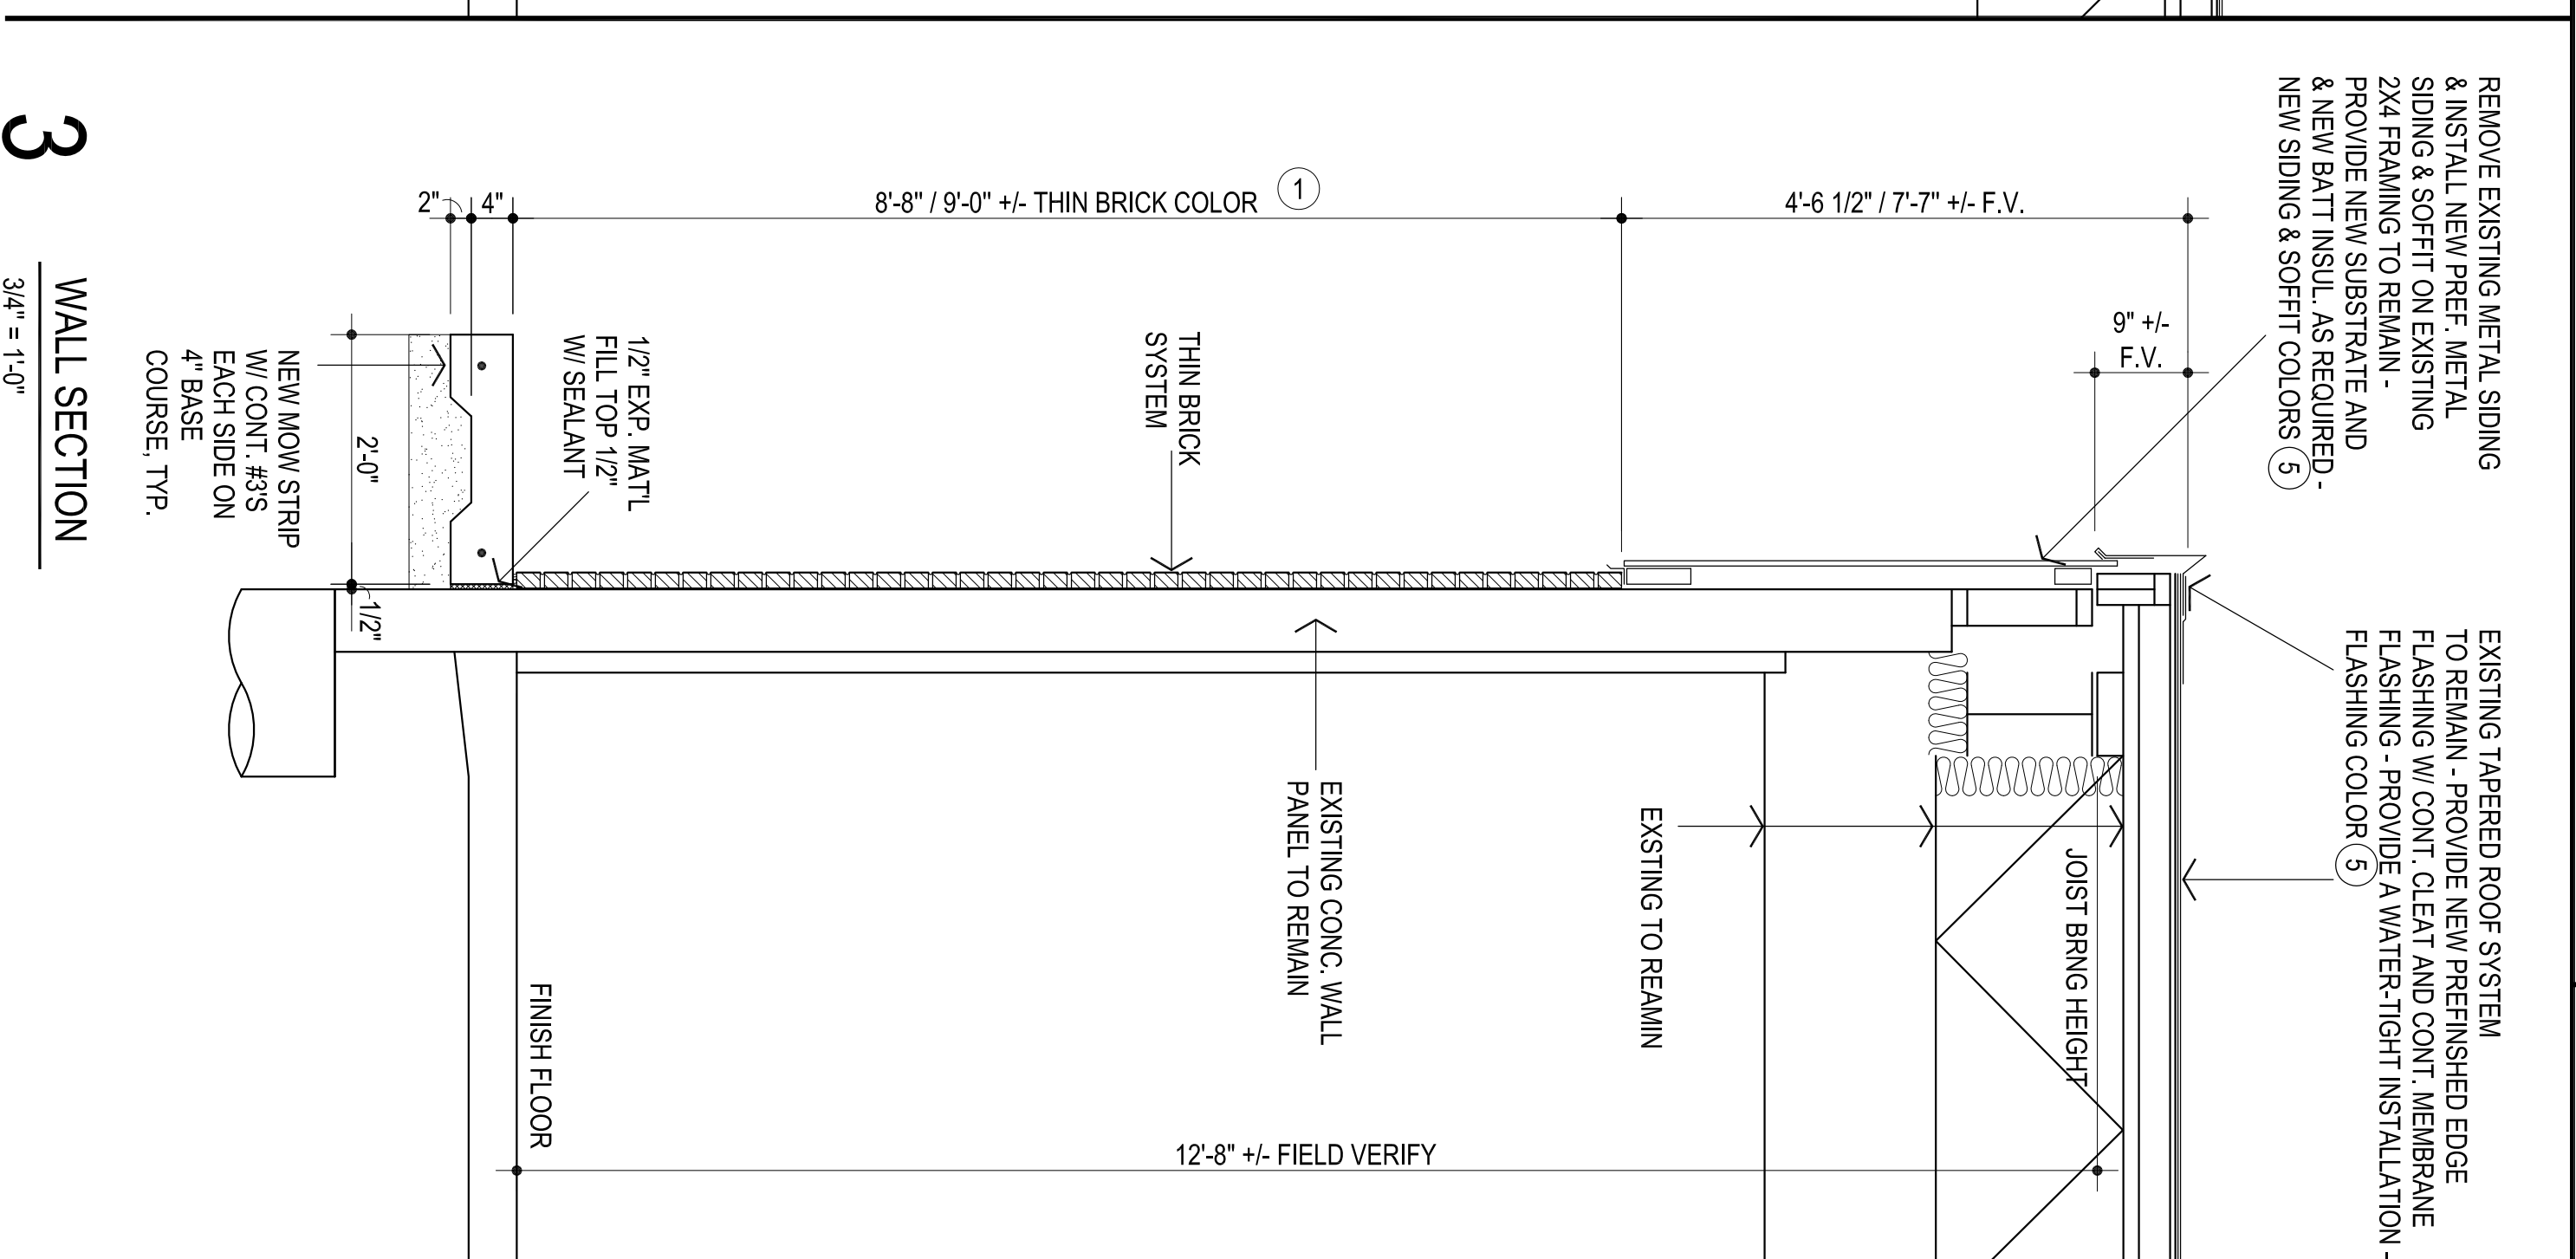 REMOVE EXISTING METAL SIDING
& INSTALL NEW PREF. METAL
SIDING & SOFFIT ON EXISTING
2X4 FRAMING TO REMAIN -
PROVIDE NEW SUBSTRATE AND
& NEW BATT INSUL. AS REQUIRED -
NEW SIDING & SOFFIT COLORS 5
EXISTING TAPERED ROOF SYSTEM
TO REMAIN - PROVIDE NEW PREFINSHED EDGE
FLASHING W/ CONT. CLEAT AND CONT. MEMBRANE
FLASHING - PROVIDE A WATER-TIGHT INSTALLATION -
FLASHING COLOR 5
9" +/-
F.V.
4'-6 1/2" / 7'-7" +/- F.V.
JOIST BRNG HEIGHT
EXSTING TO REAMIN
8'-8" / 9'-0" +/- THIN BRICK COLOR 1
THIN BRICK
SYSTEM
EXISTING CONC. WALL
PANEL TO REMAIN
12'-8" +/- FIELD VERIFY
1/2" EXP. MAT'L
FILL TOP 1/2"
W/ SEALANT
FINISH FLOOR
4"
2"
2'-0"
1/2"
NEW MOW STRIP
W/ CONT. #3'S
EACH SIDE ON
4" BASE
COURSE, TYP.
3
WALL SECTION
3/4" = 1'-0"